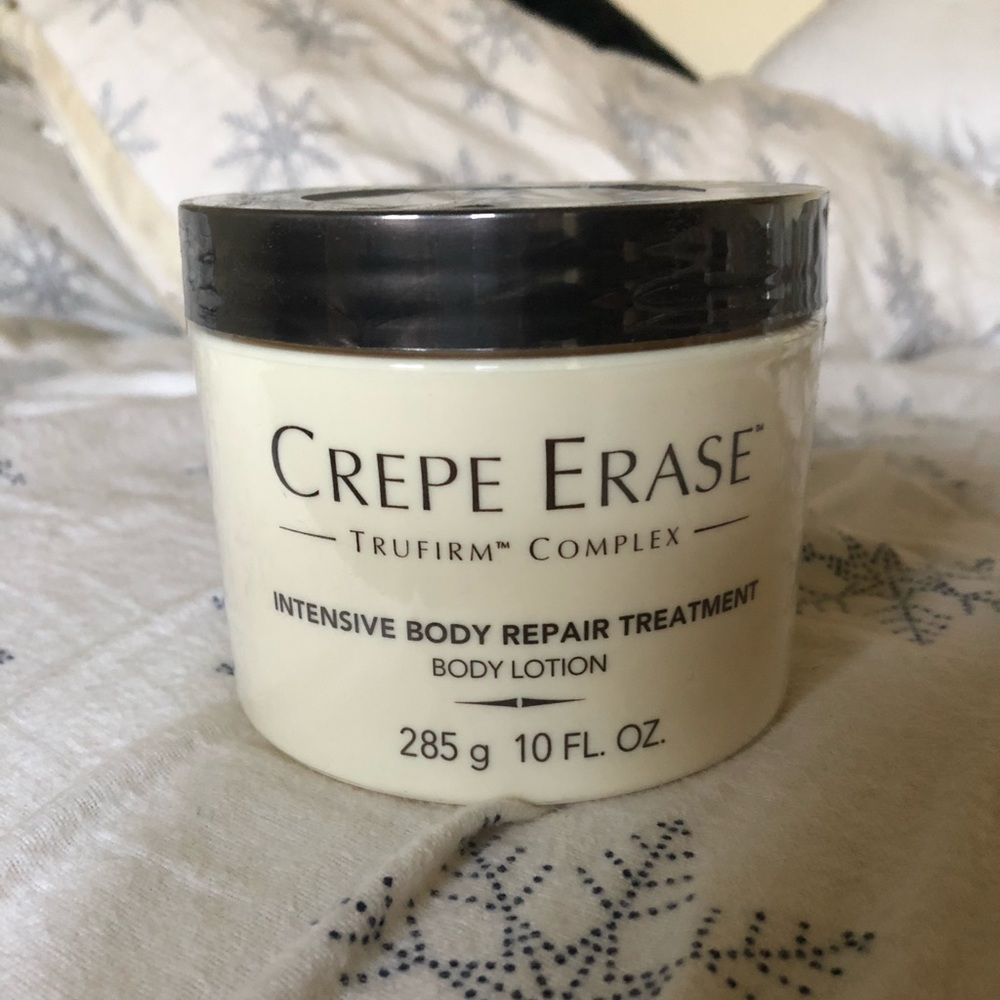 CREPE ERASE™
TRUFIRM™ COMPLEX
INTENSIVE BODY REPAIR TREATMENT
BODY LOTION
285 g 10 FL. OZ.